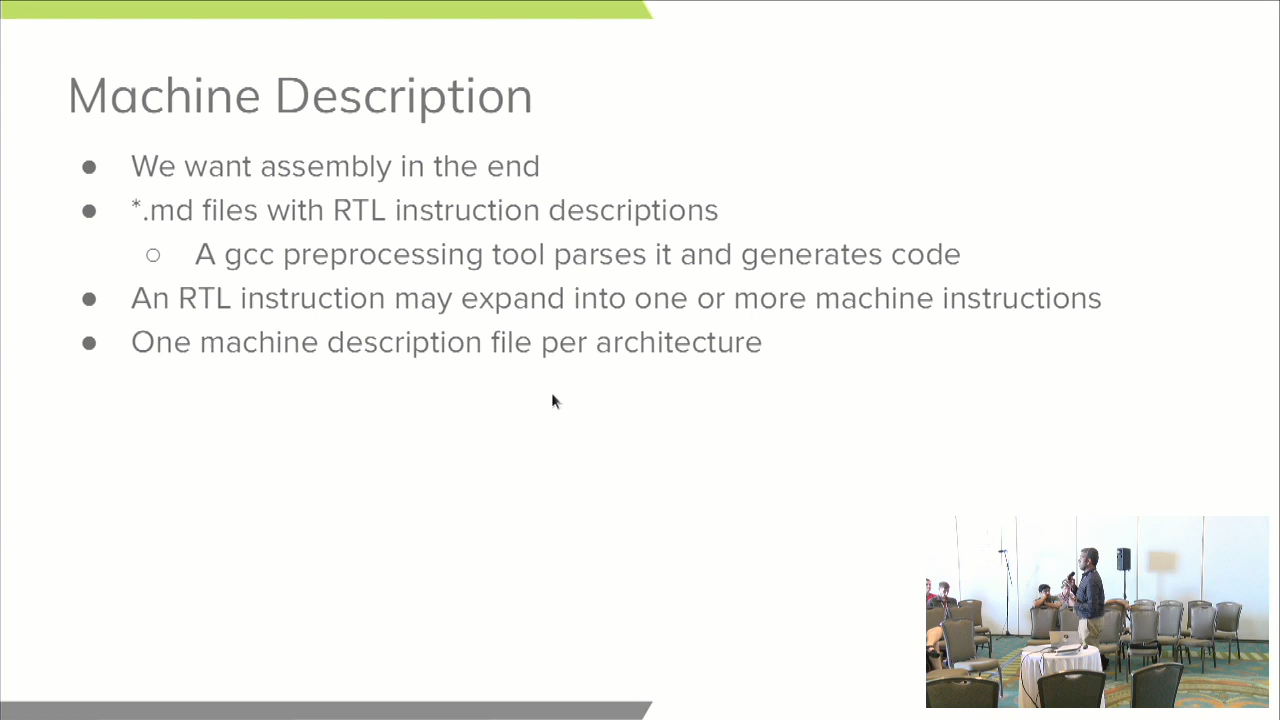 Machine Description
● We want assembly in the end
● *.md files with RTL instruction descriptions
○ A gcc preprocessing tool parses it and generates code
● An RTL instruction may expand into one or more machine instructions
● One machine description file per architecture